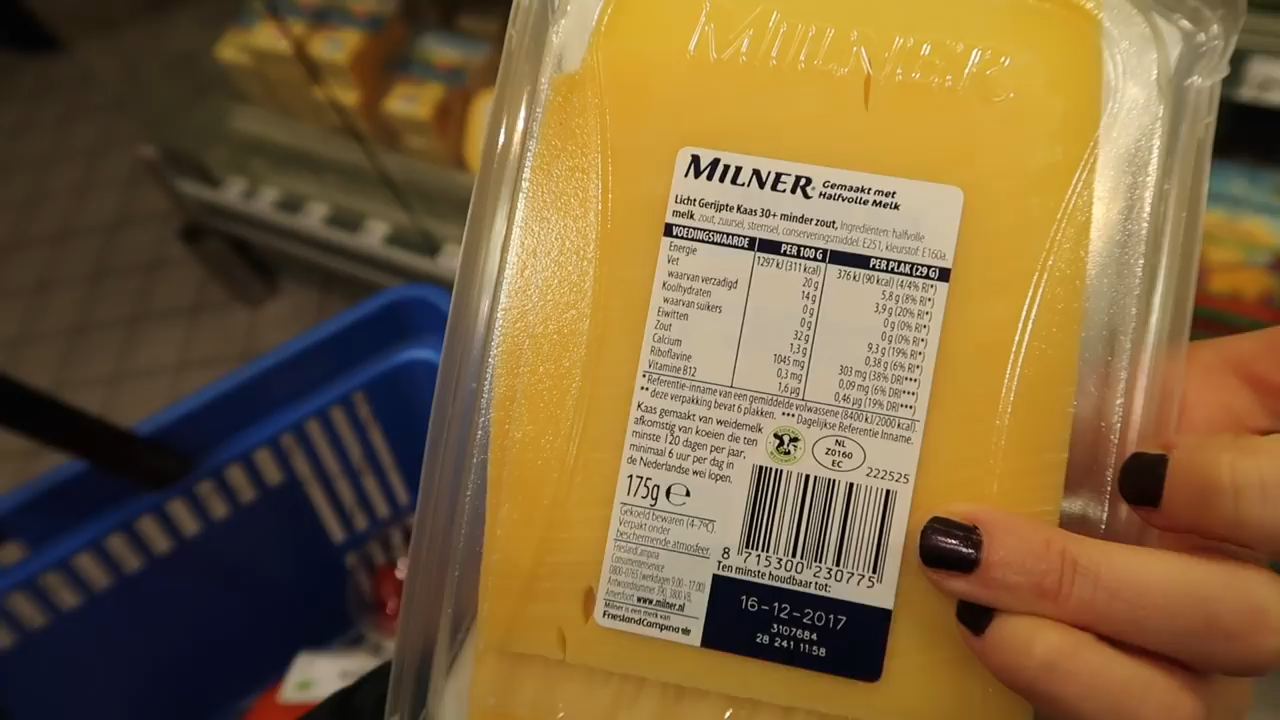 MILNER
MILNER® Gemaakt met
Halfvolle Melk
Licht Gerijpte Kaas 30+ minder zout, Ingrediënten: halfvolle
melk, zout, zuursel, stremsel, conserveringsmiddel: E251, kleurstof: E160a.
VOEDINGSWAARDE PER 100 G PER PLAK (29 G)
Energie 1297 kJ (311 kcal) 376 kJ (90 kcal) (4/4% RI*)
Vet 20 g 5,8 g (8% RI*)
waarvan verzadigd 14 g 3,9 g (20% RI*)
Koolhydraten 0 g 0 g (0% RI*)
waarvan suikers 0 g 0 g (0% RI*)
Eiwitten 32 g 9,3 g (19% RI*)
Zout 1,3 g 0,38 g (6% RI*)
Calcium 1045 mg 303 mg (38% DRI***)
Riboflavine 0,3 mg 0,09 mg (6% DRI***)
Vitamine B12 1,6 µg 0,46 µg (19% DRI***)
* Referentie-inname van een gemiddelde volwassene (8400 kJ/2000 kcal).
** deze verpakking bevat 6 plakken. *** Dagelijkse Referentie Inname.
Kaas gemaakt van weidemelk
afkomstig van koeien die ten
minste 120 dagen per jaar,
minimaal 6 uur per dag in
de Nederlandse wei lopen.
NL
Z0160
EC
222525
175g e
Gekoeld bewaren (4-7ºC).
Verpakt onder
beschermende atmosfeer.
FrieslandCampina
Consumentenservice
0800-0765 (werkdagen 9.00 - 17.00)
Antwoordnummer 390, 3800 VB,
Amersfoort. www.milner.nl
Milner is een merk van
FrieslandCampina
8 715300 230775
Ten minste houdbaar tot:
16-12-2017
3107684
28 241 11:58